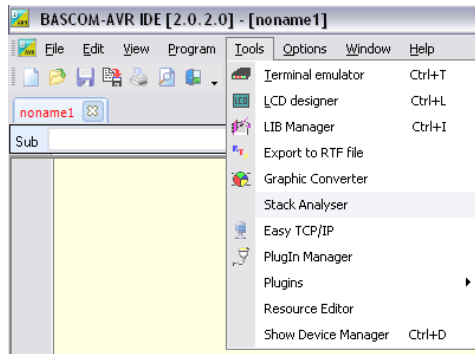 BASCOM-AVR IDE [2.0.2.0] - [noname1]
File Edit View Program Tools Options Window Help
noname1
Sub
Terminal emulator Ctrl+T
LCD designer Ctrl+L
LIB Manager Ctrl+I
Export to RTF file
Graphic Converter
Stack Analyser
Easy TCP/IP
PlugIn Manager
Plugins
Resource Editor
Show Device Manager Ctrl+D